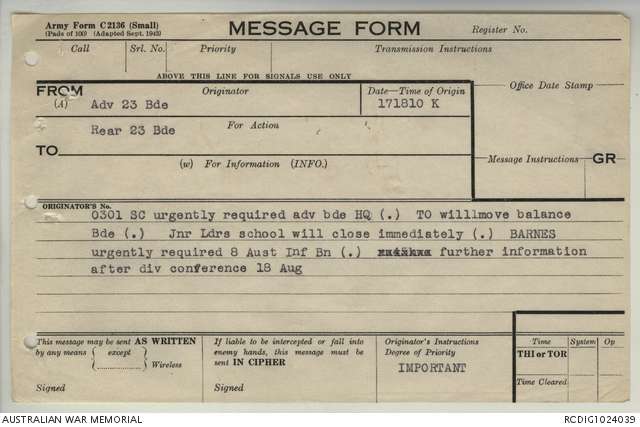 Army Form C2136 (Small)
(Pads of 100) (Adapted Sept. 1943)
MESSAGE FORM
Register No.
Call Srl. No. Priority Transmission Instructions
ABOVE THIS LINE FOR SIGNALS USE ONLY
FROM Originator Date—Time of Origin Office Date Stamp
(A) Adv 23 Bde 171810 K
Rear 23 Bde For Action
TO
(w) For Information (INFO.) Message Instructions GR
ORIGINATOR'S No.
0301 SC urgently required adv bde HQ (.) TO willlmove balance
Bde (.) Jnr Ldrs school will close immediately (.) BARNES
urgently required 8 Aust Inf Bn (.) further information
after div conference 18 Aug
This message may be sent AS WRITTEN
by any means ( except )
( ............... ) Wireless
Signed
If liable to be intercepted or fall into
enemy hands, this message must be
sent IN CIPHER
Signed
Originator's Instructions
Degree of Priority
IMPORTANT
Time System Op
THI or TOR
Time Cleared
AUSTRALIAN WAR MEMORIAL RCDIG1024039